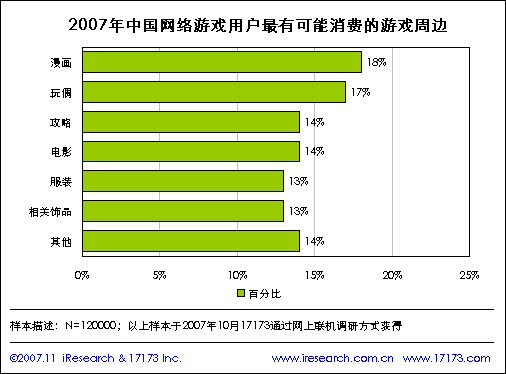 2007年中国网络游戏用户最有可能消费的游戏周边
漫画 18%
玩偶 17%
攻略 14%
电影 14%
服装 13%
相关饰品 13%
其他 14%
0% 5% 10% 15% 20% 25%
百分比
样本描述：N=120000；以上样本于2007年10月17173通过网上联机调研方式获得
©2007.11 iResearch & 17173 Inc. www.iresearch.com.cn www.17173.com